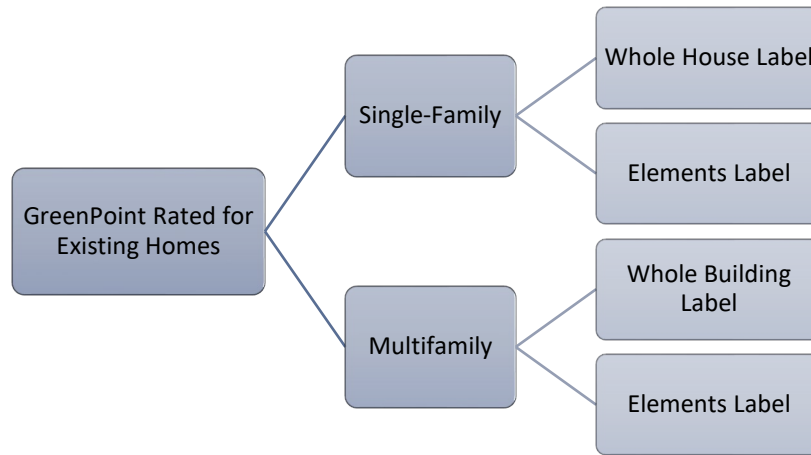 GreenPoint Rated for
Existing Homes
Single-Family
Whole House Label
Elements Label
Multifamily
Whole Building
Label
Elements Label